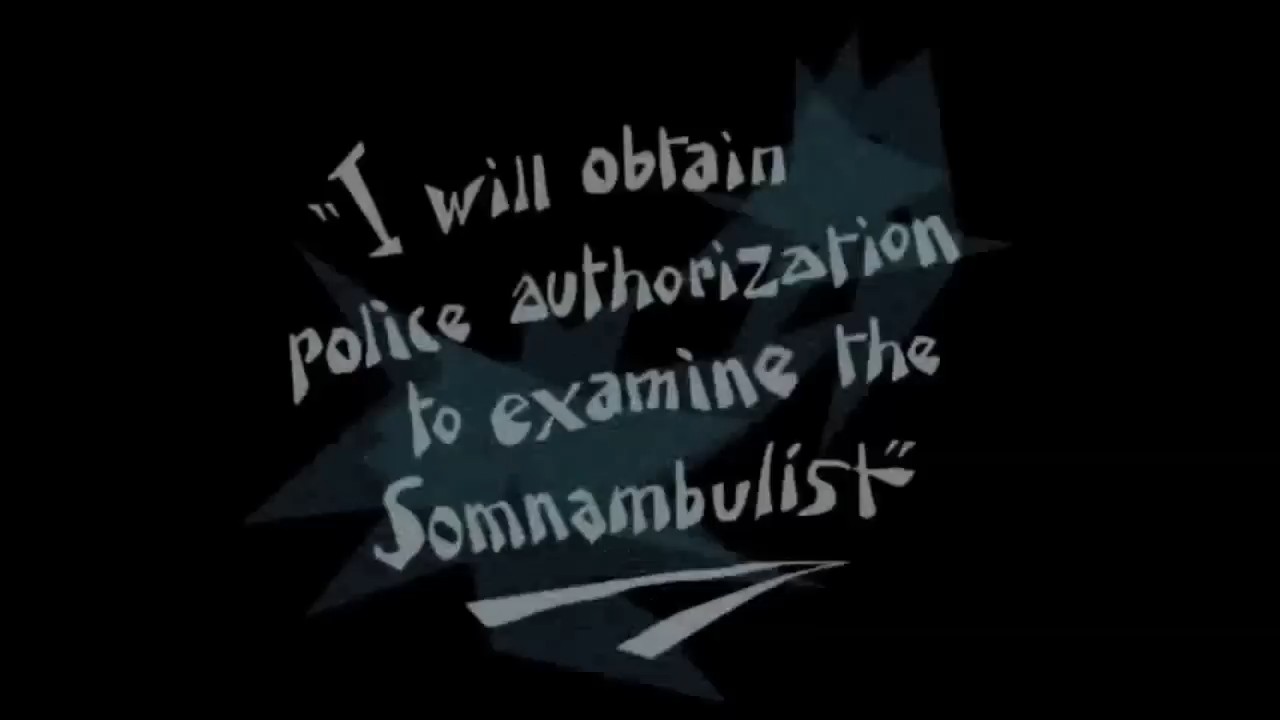 "I will obtain
police authorization
to examine the
Somnambulist"